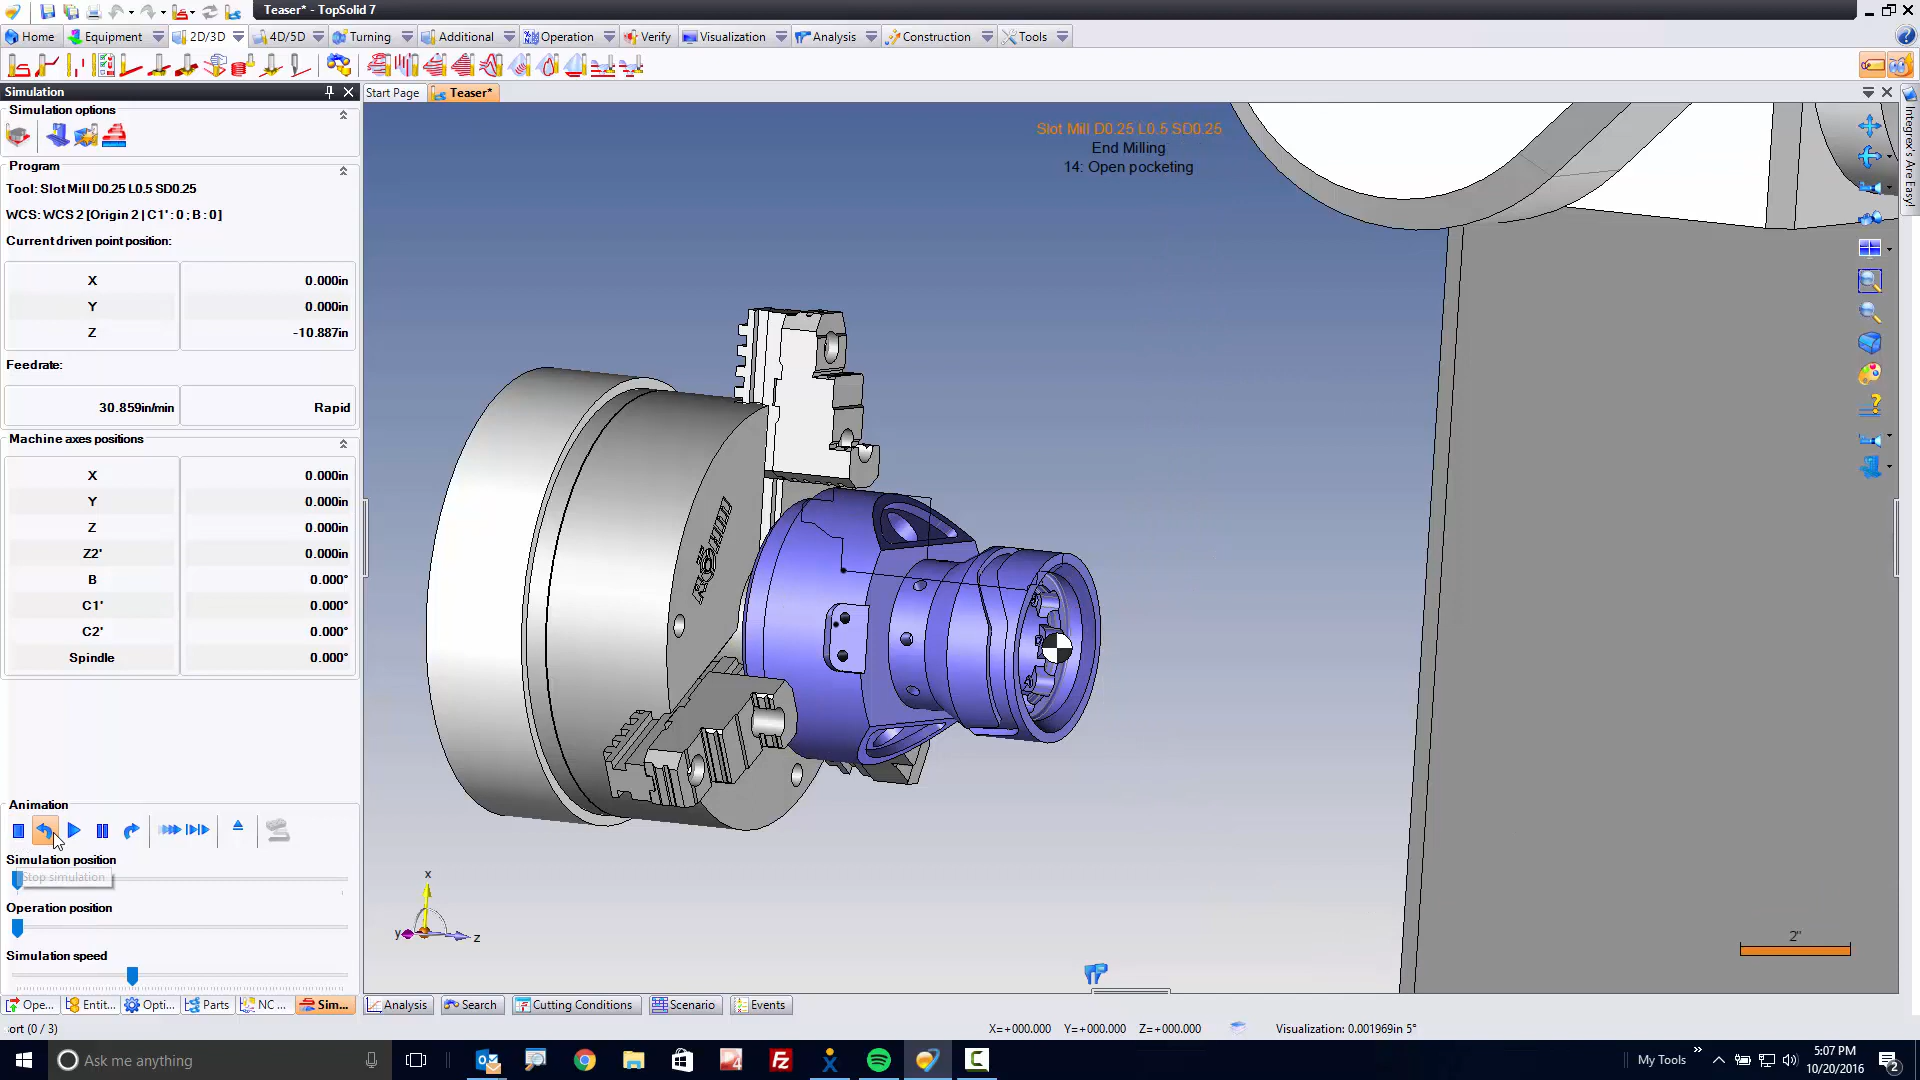 Teaser* - TopSolid 7
Home Equipment 2D/3D 4D/5D Turning Additional Operation Verify Visualization Analysis Construction Tools
Simulation
Start Page Teaser*
Simulation options
Program
Tool: Slot Mill D0.25 L0.5 SD0.25
WCS: WCS 2 [Origin 2 | C1' : 0 ; B : 0]
Current driven point position:
X 0.000in
Y 0.000in
Z -10.887in
Feedrate:
30.859in/min Rapid
Machine axes positions
X 0.000in
Y 0.000in
Z 0.000in
Z2' 0.000in
B 0.000°
C1' 0.000°
C2' 0.000°
Spindle 0.000°
Animation
Simulation position
Stop simulation
Operation position
Simulation speed
Slot Mill D0.25 L0.5 SD0.25
End Milling
14: Open pocketing
Integrex's Are Easy!
RÖHM
x
y
z
2"
Ope... Entit... Opti... Parts NC ... Sim... Analysis Search Cutting Conditions Scenario Events
ort (0 / 3)
X=+000.000 Y=+000.000 Z=+000.000 Visualization: 0.001969in 5°
Ask me anything
My Tools
5:07 PM
10/20/2016
2